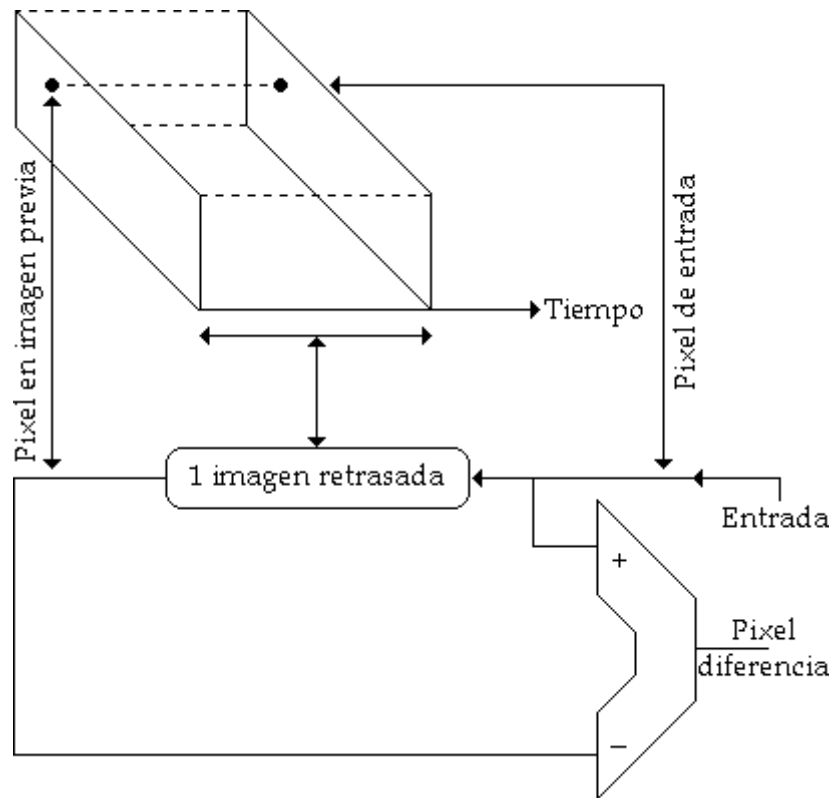 Pixel en imagen previa
Pixel de entrada
Tiempo
1 imagen retrasada
Entrada
+
Pixel
diferencia
−